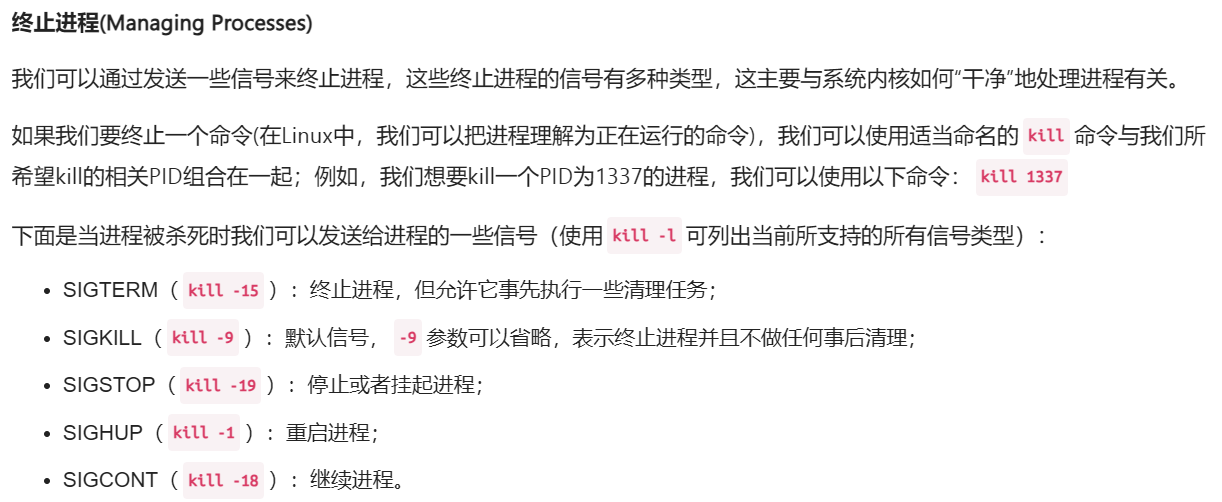 终止进程(Managing Processes)
我们可以通过发送一些信号来终止进程，这些终止进程的信号有多种类型，这主要与系统内核如何“干净”地处理进程有关。
如果我们要终止一个命令(在Linux中，我们可以把进程理解为正在运行的命令)，我们可以使用适当命名的 kill 命令与我们所
希望kill的相关PID组合在一起；例如，我们想要kill一个PID为1337的进程，我们可以使用以下命令： kill 1337
下面是当进程被杀死时我们可以发送给进程的一些信号（使用 kill -l 可列出当前所支持的所有信号类型）：
• SIGTERM（ kill -15 ）：终止进程，但允许它事先执行一些清理任务；
• SIGKILL（ kill -9 ）：默认信号， -9 参数可以省略，表示终止进程并且不做任何事后清理；
• SIGSTOP（ kill -19 ）：停止或者挂起进程；
• SIGHUP（ kill -1 ）：重启进程；
• SIGCONT（ kill -18 ）：继续进程。